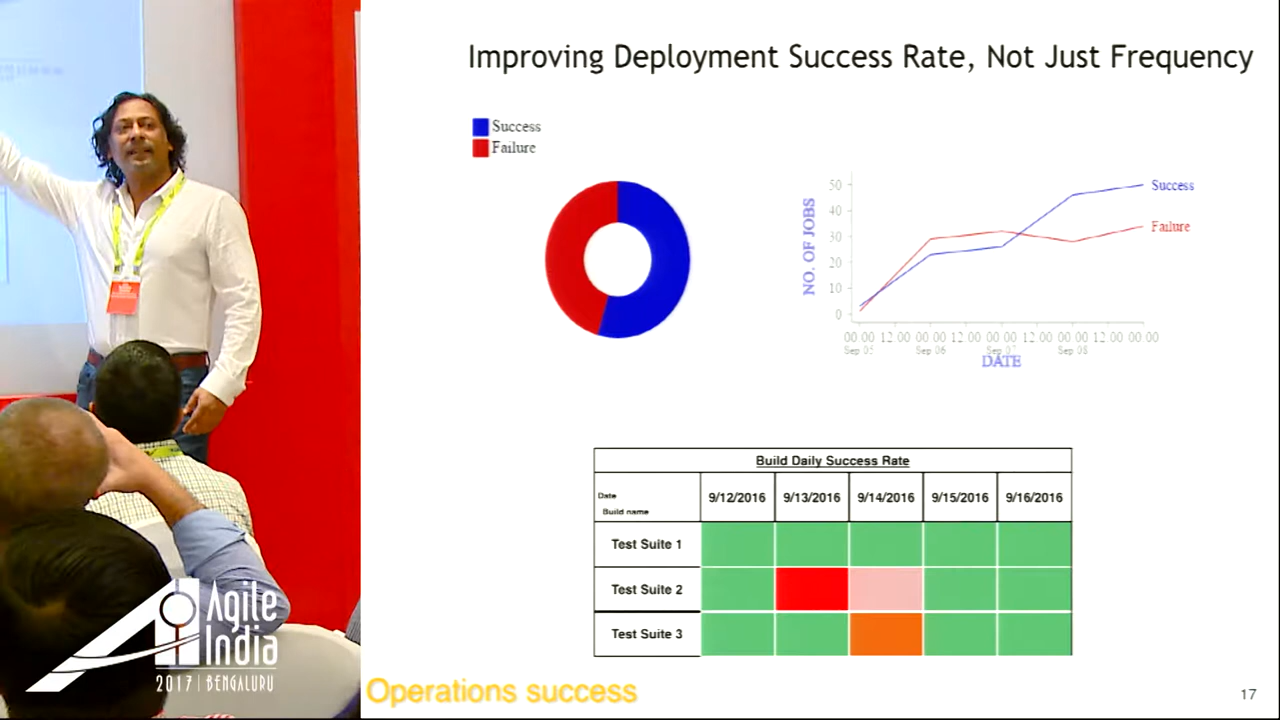 Improving Deployment Success Rate, Not Just Frequency
Success
Failure
NO. OF JOBS
50
40
30
20
10
0
Success
Failure
00 00 12 00 00 00 12 00 00 00 12 00 00 00 12 00 00 00
Sep 05 Sep 06 Sep 07 Sep 08
DATE
Build Daily Success Rate
Date
Build name
9/12/2016 9/13/2016 9/14/2016 9/15/2016 9/16/2016
Test Suite 1
Test Suite 2
Test Suite 3
Agile
India
2017 | BENGALURU
Operations success
17